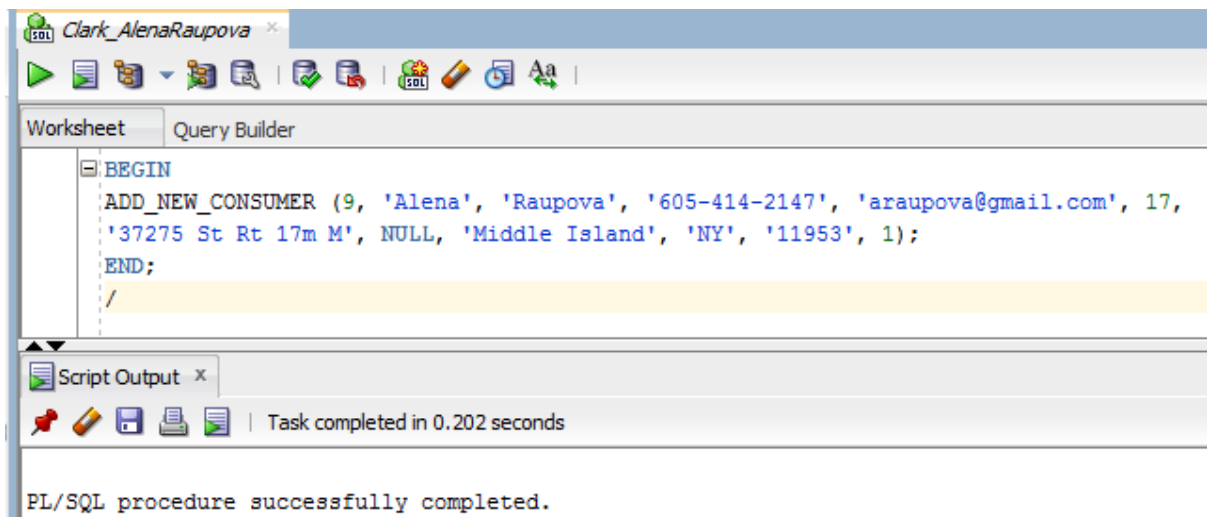 Clark_AlenaRaupova
Worksheet Query Builder
BEGIN
ADD_NEW_CONSUMER (9, 'Alena', 'Raupova', '605-414-2147', 'araupova@gmail.com', 17,
'37275 St Rt 17m M', NULL, 'Middle Island', 'NY', '11953', 1);
END;
/
Script Output x
Task completed in 0.202 seconds
PL/SQL procedure successfully completed.